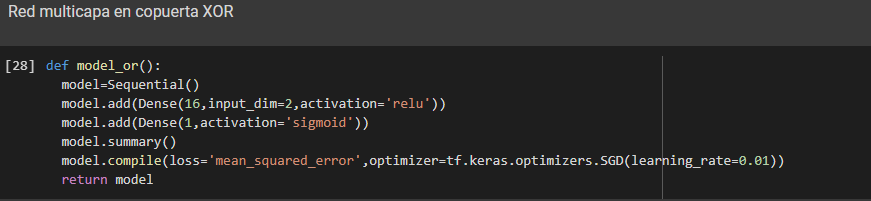 Red multicapa en copuerta XOR
[28] def model_or():
model=Sequential()
model.add(Dense(16,input_dim=2,activation='relu'))
model.add(Dense(1,activation='sigmoid'))
model.summary()
model.compile(loss='mean_squared_error',optimizer=tf.keras.optimizers.SGD(learning_rate=0.01))
return model